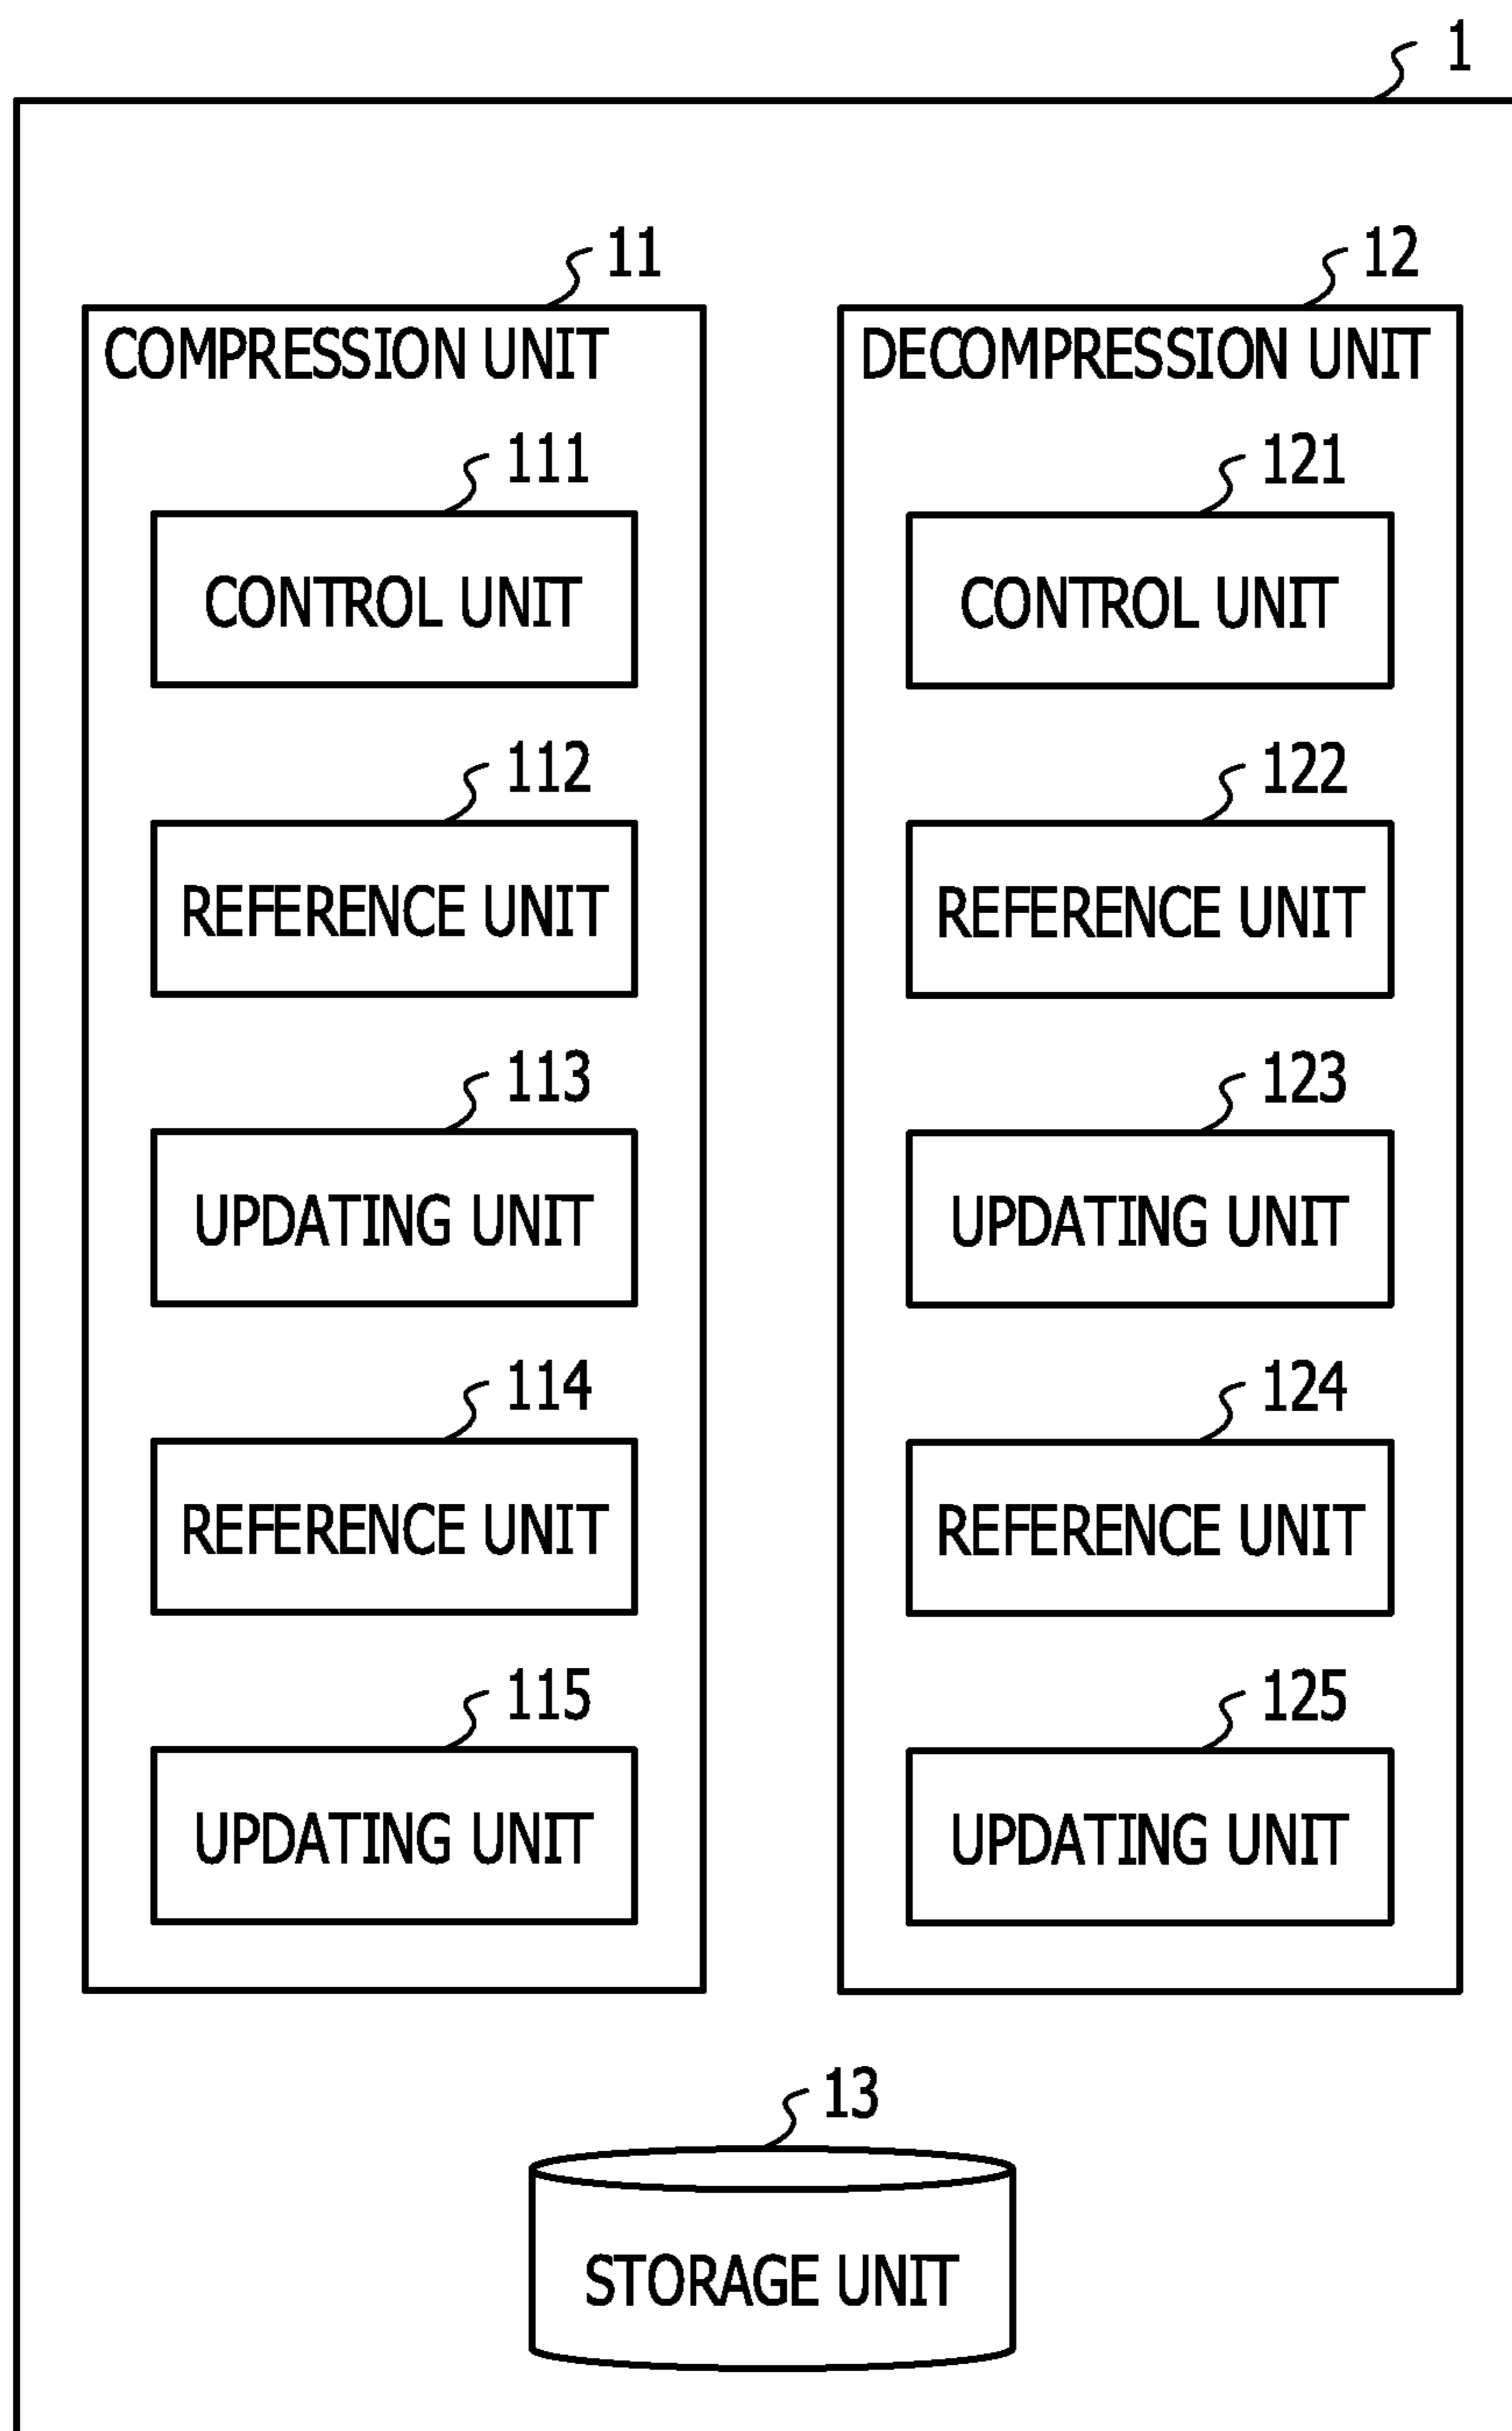 1
11
COMPRESSION UNIT
111
CONTROL UNIT
112
REFERENCE UNIT
113
UPDATING UNIT
114
REFERENCE UNIT
115
UPDATING UNIT
12
DECOMPRESSION UNIT
121
CONTROL UNIT
122
REFERENCE UNIT
123
UPDATING UNIT
124
REFERENCE UNIT
125
UPDATING UNIT
13
STORAGE UNIT